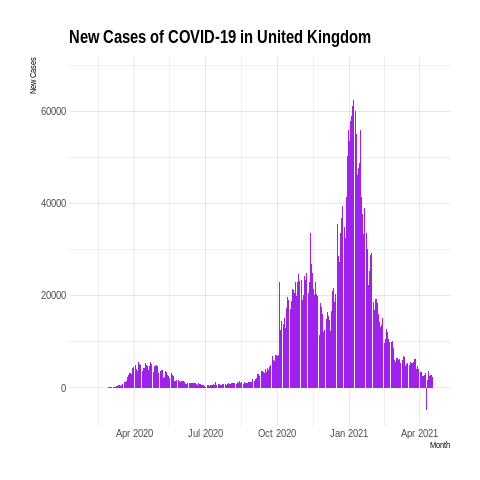 New Cases of COVID-19 in United Kingdom
New Cases
60000
40000
20000
0
Apr 2020 Jul 2020 Oct 2020 Jan 2021 Apr 2021
Month